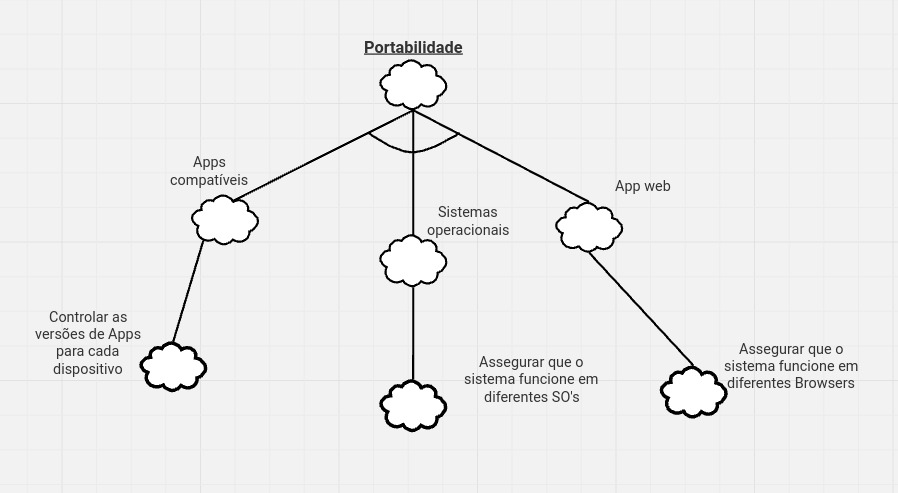 Portabilidade
Apps
compatíveis
App web
Sistemas
operacionais
Controlar as
versões de Apps
para cada
dispositivo
Assegurar que o
sistema funcione em
diferentes SO's
Assegurar que o
sistema funcione em
diferentes Browsers